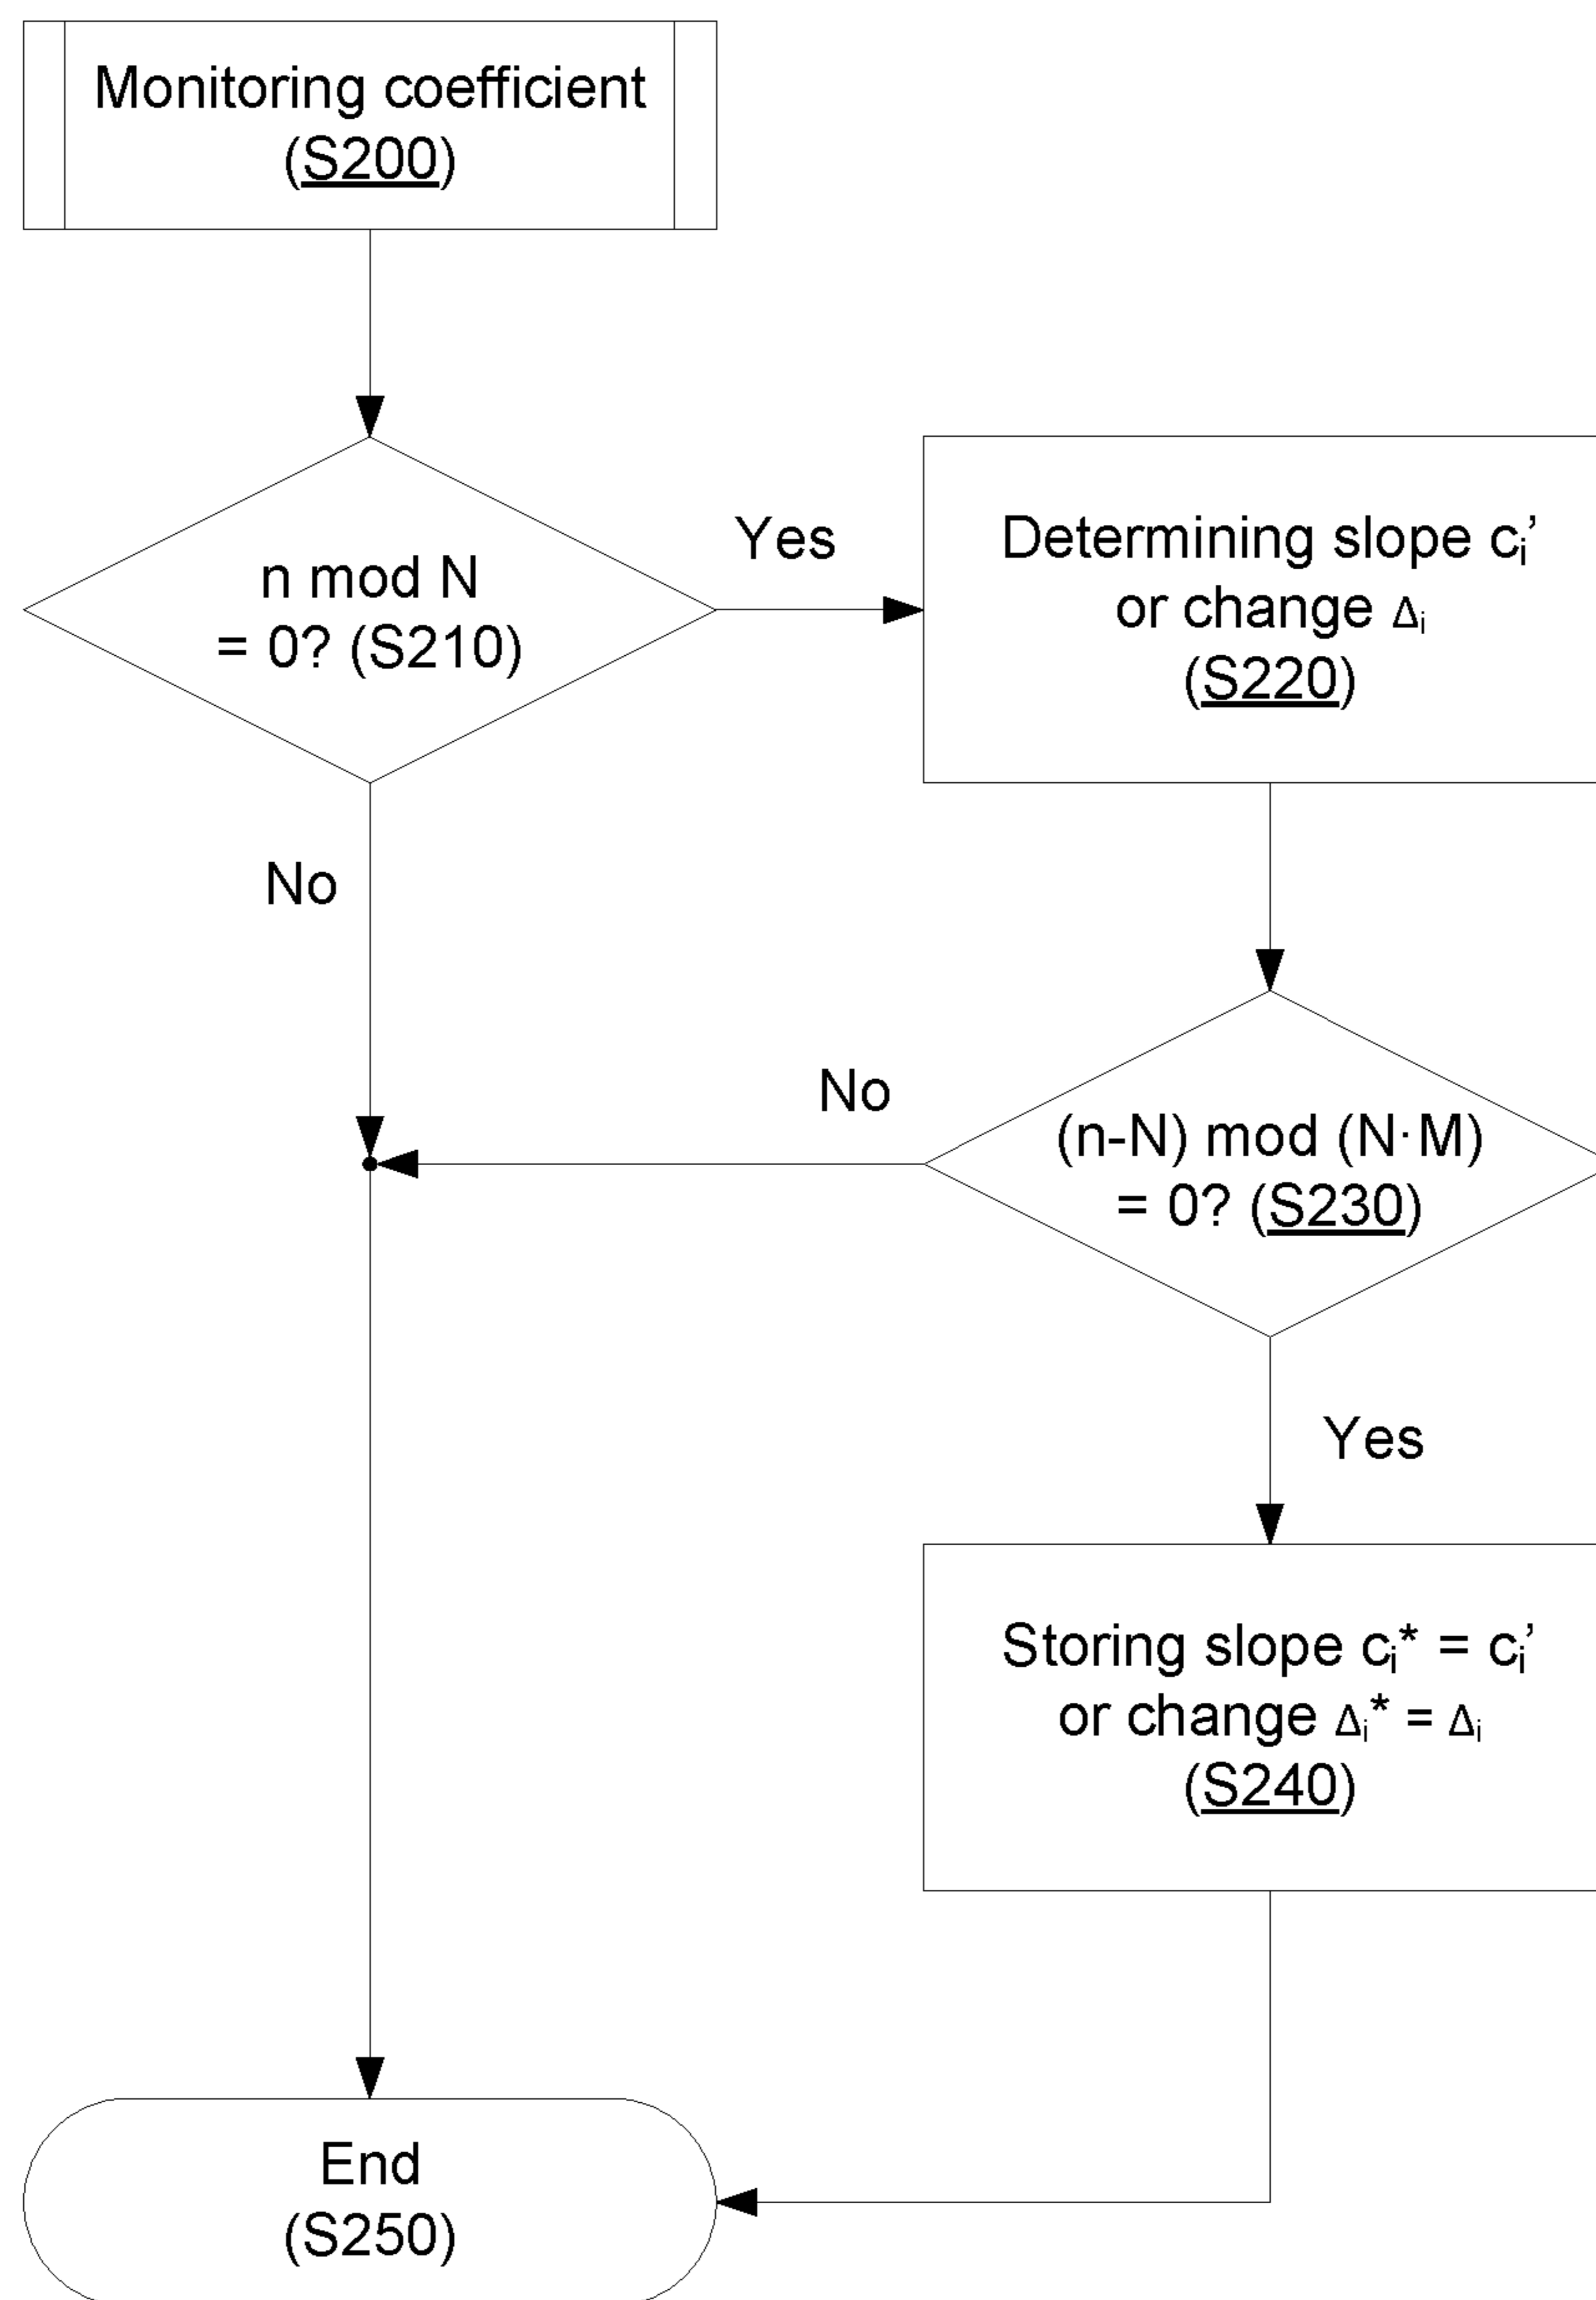 Monitoring coefficient
(S200)
n mod N
= 0? (S210)
Yes
Determining slope cᵢ’
or change Δᵢ
(S220)
No
No
(n-N) mod (N·M)
= 0? (S230)
Yes
Storing slope cᵢ* = cᵢ’
or change Δᵢ* = Δᵢ
(S240)
End
(S250)